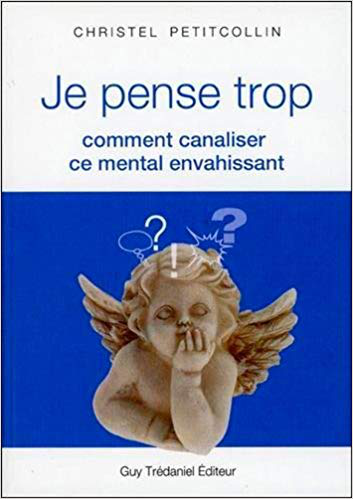 CHRISTEL PETITCOLLIN
Je pense trop
comment canaliser
ce mental envahissant
? ! ?
Guy Trédaniel Éditeur